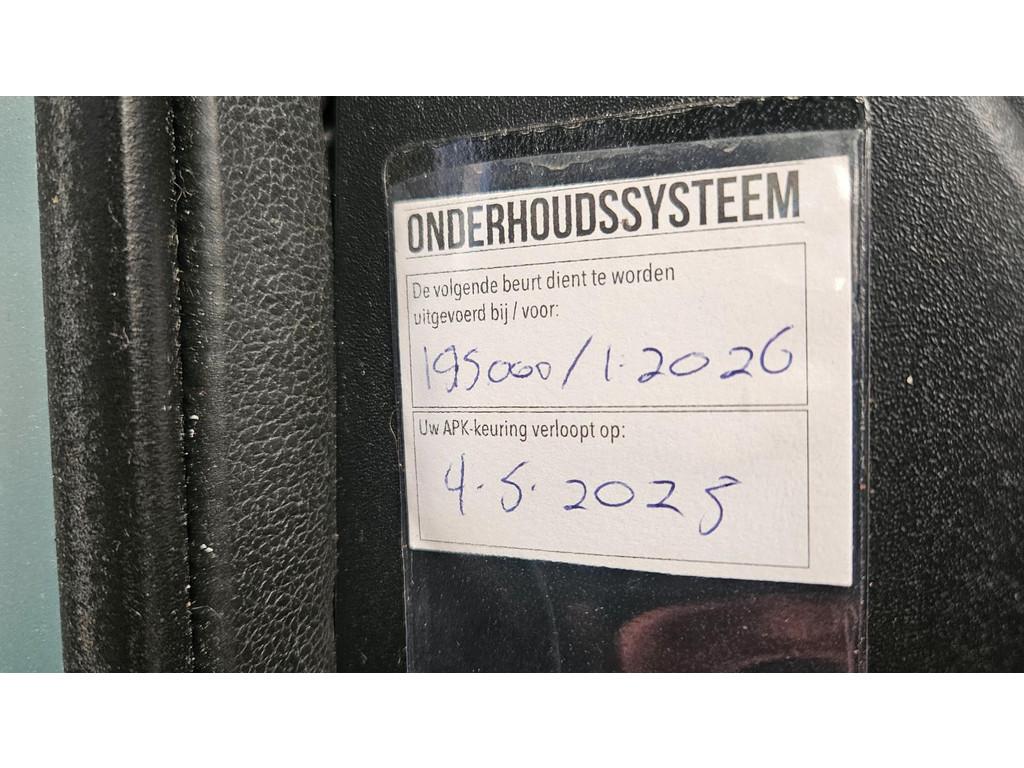 ONDERHOUDSSYSTEEM
De volgende beurt dient te worden
uitgevoerd bij / voor:
195000 / 1.2026
Uw APK-keuring verloopt op:
4.5.2025